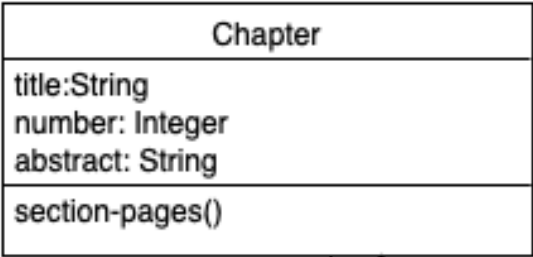 Chapter
title:String
number: Integer
abstract: String
section-pages()